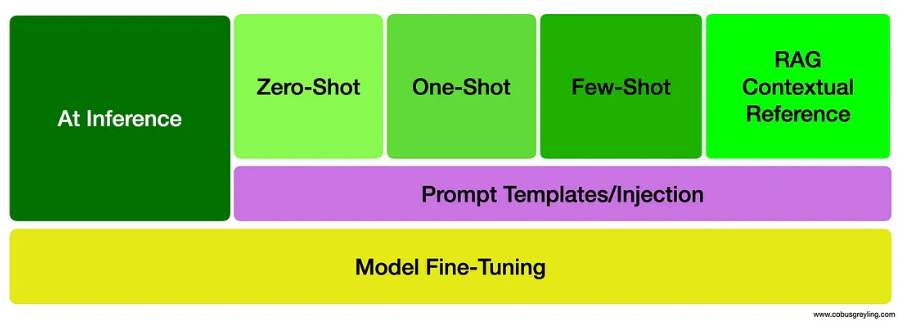 At Inference
Zero-Shot
One-Shot
Few-Shot
RAG
Contextual
Reference
Prompt Templates/Injection
Model Fine-Tuning
www.cobusgreyling.com